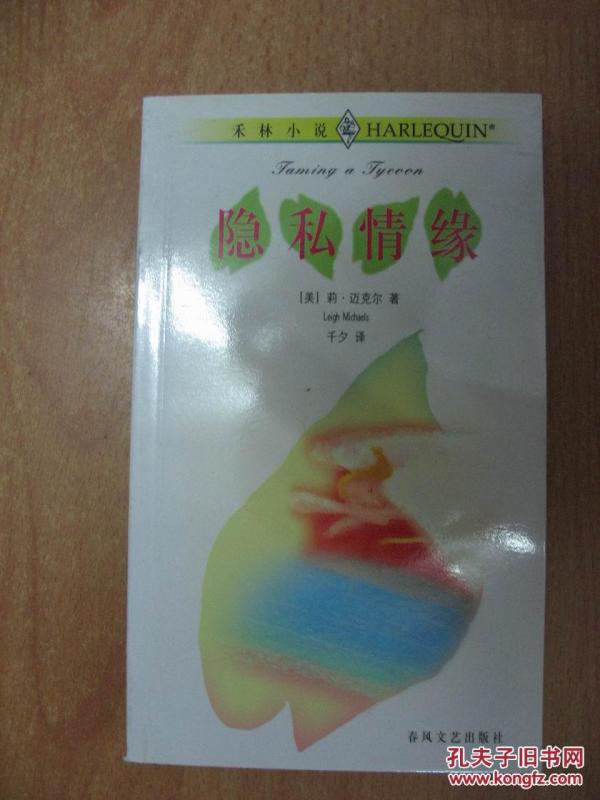 禾林小说 HARLEQUIN®
Taming a Tycoon
隐私情缘
[美] 莉·迈克尔 著
Leigh Michaels
千夕 译
春风文艺出版社
孔夫子旧书网
www.kongfz.com